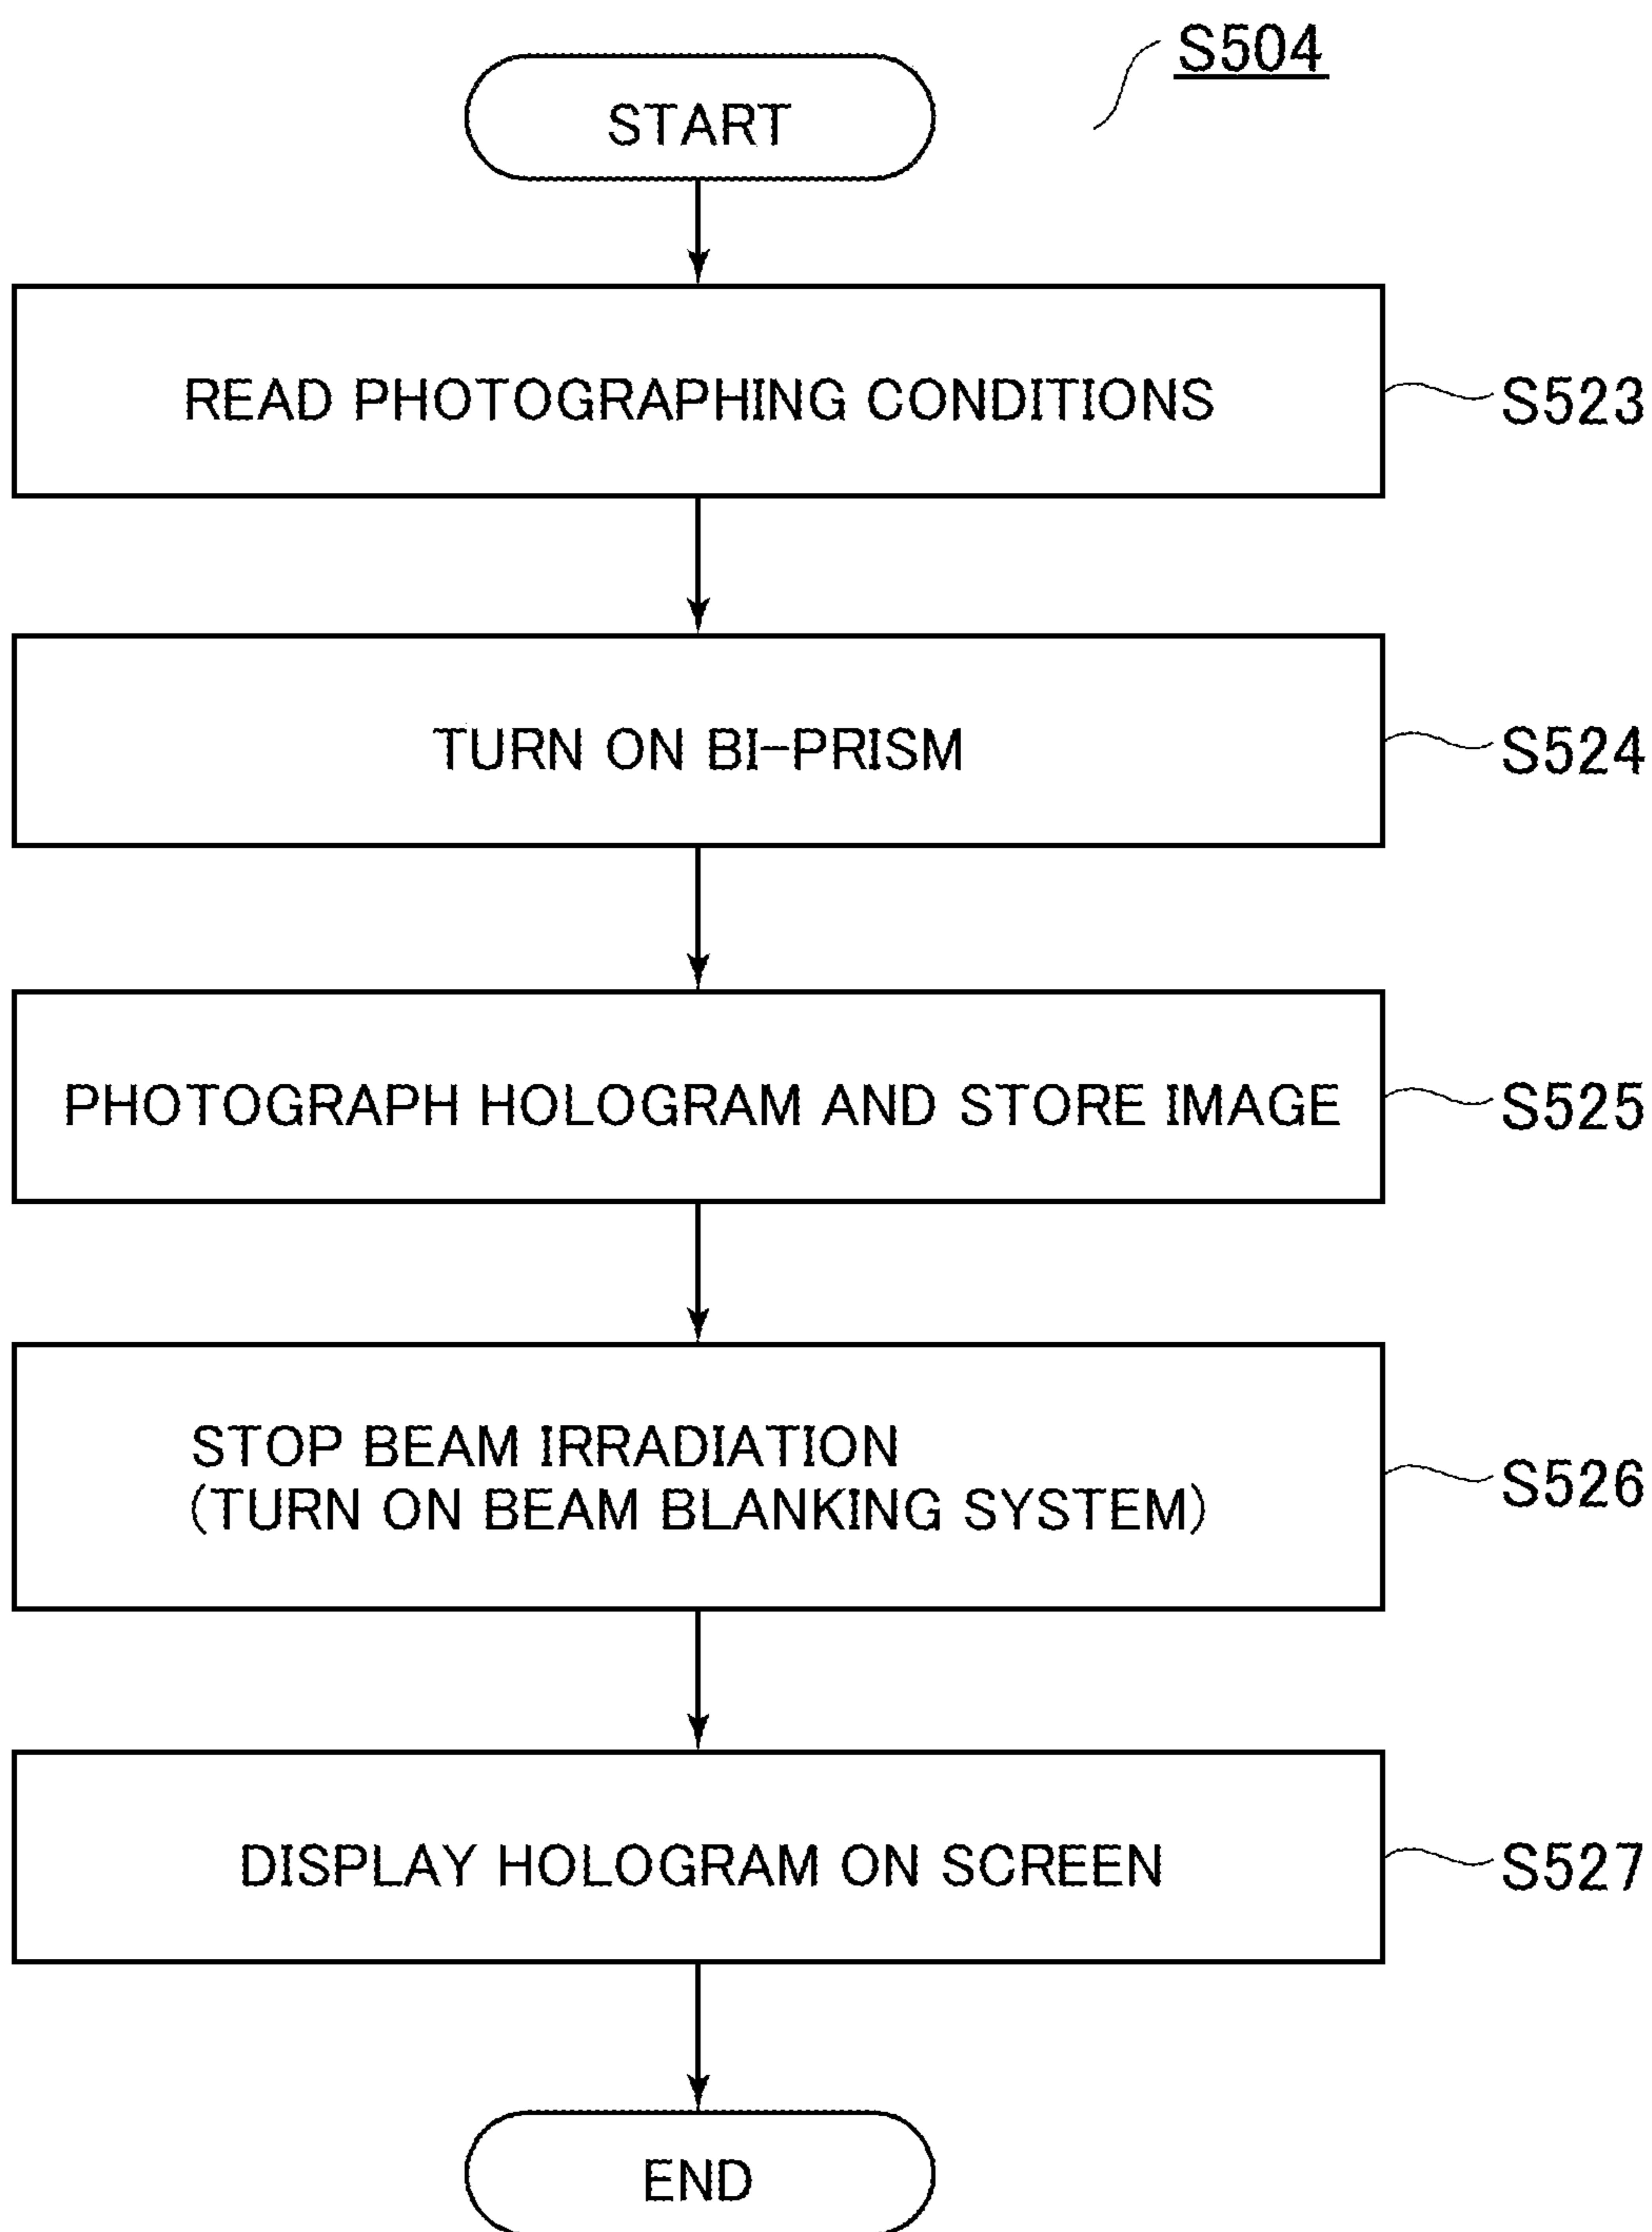 S504
START
READ PHOTOGRAPHING CONDITIONS
S523
TURN ON BI-PRISM
S524
PHOTOGRAPH HOLOGRAM AND STORE IMAGE
S525
STOP BEAM IRRADIATION
(TURN ON BEAM BLANKING SYSTEM)
S526
DISPLAY HOLOGRAM ON SCREEN
S527
END